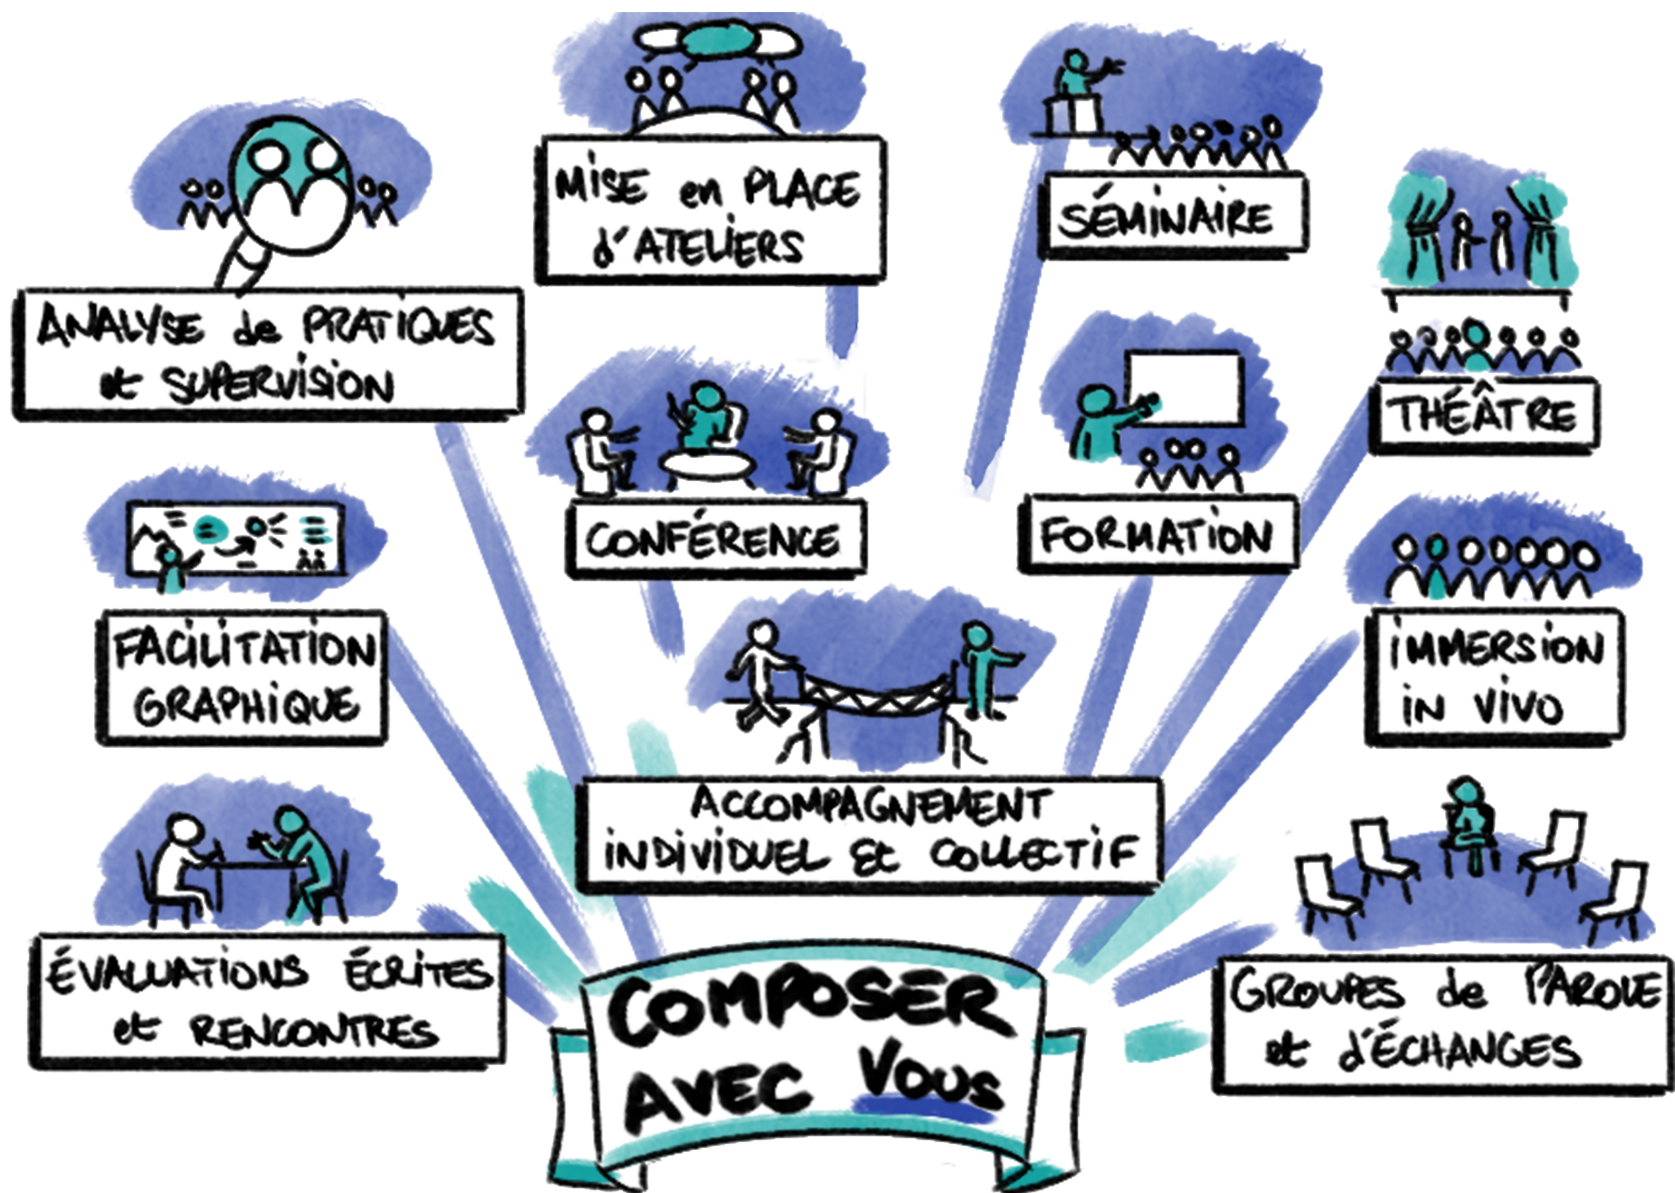 MISE en PLACE
d'ATELIERS
SÉMINAIRE
ANALYSE de PRATIQUES
et SUPERVISION
THÉÂTRE
CONFÉRENCE
FORMATION
FACILITATION
GRAPHIQUE
IMMERSION
IN VIVO
ACCOMPAGNEMENT
INDIVIDUEL Et COLLECTIF
ÉVALUATIONS ÉCRITES
et RENCONTRES
GROUPES de PAROLE
et d'ÉCHANGES
COMPOSER
AVEC VOUS